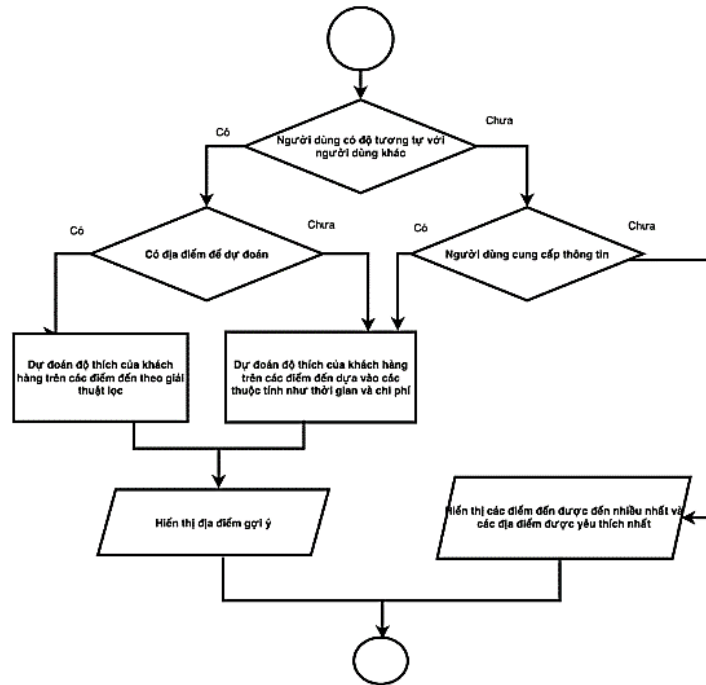 Người dùng có độ tương tự với
người dùng khác
Có
Chưa
Có địa điểm để dự đoán
Có
Chưa
Người dùng cung cấp thông tin
Có
Chưa
Dự đoán độ thích của khách
hàng trên các điểm đến theo giải
thuật lọc
Dự đoán độ thích của khách hàng
trên các điểm đến dựa vào các
thuộc tính như thời gian và chi phí
Hiển thị địa điểm gợi ý
Hiển thị các điểm đến được đến nhiều nhất và
các địa điểm được yêu thích nhất